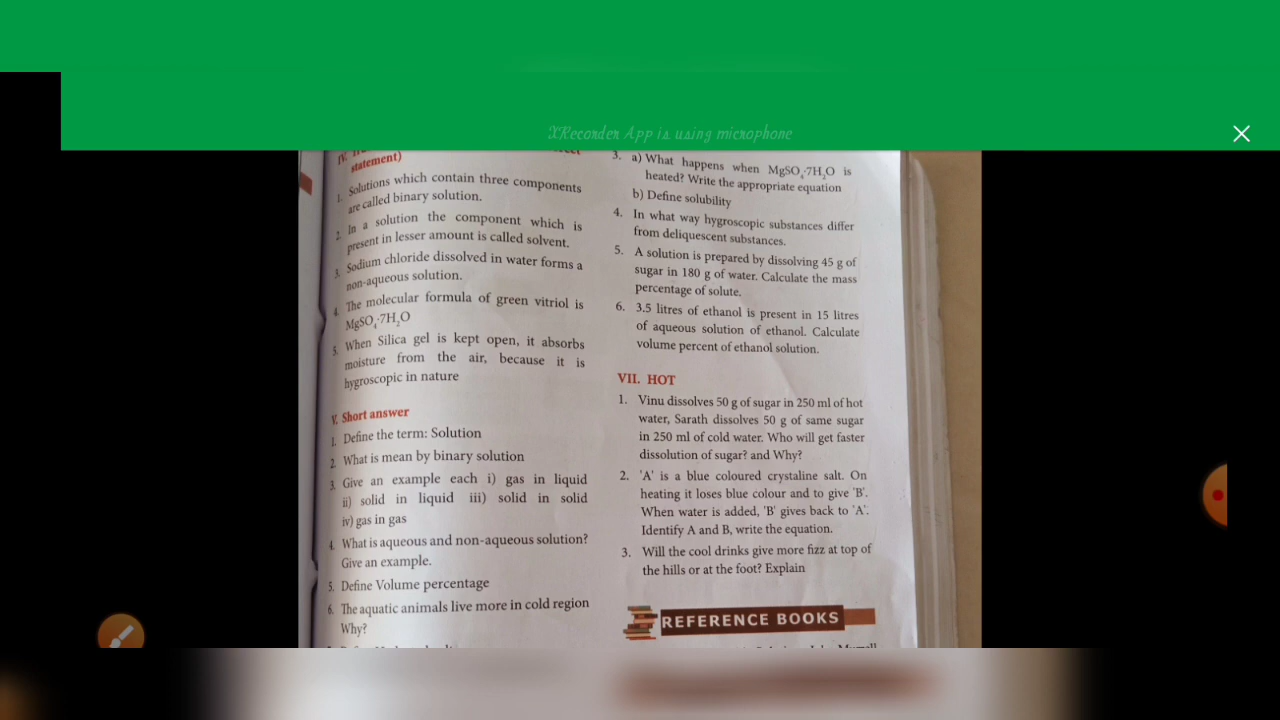 XRecorder App is using microphone
IV.
statement)
1. Solutions which contain three components
are called binary solution.
2. In a solution the component which is
present in lesser amount is called solvent.
3. Sodium chloride dissolved in water forms a
non-aqueous solution.
4. The molecular formula of green vitriol is
MgSO₄·7H₂O
5. When Silica gel is kept open, it absorbs
moisture from the air, because it is
hygroscopic in nature
V. Short answer
1. Define the term: Solution
2. What is mean by binary solution
3. Give an example each i) gas in liquid
ii) solid in liquid iii) solid in solid
iv) gas in gas
4. What is aqueous and non-aqueous solution?
Give an example.
5. Define Volume percentage
6. The aquatic animals live more in cold region
Why?
3. a) What happens when MgSO₄·7H₂O is
heated? Write the appropriate equation
b) Define solubility
4. In what way hygroscopic substances differ
from deliquescent substances.
5. A solution is prepared by dissolving 45 g of
sugar in 180 g of water. Calculate the mass
percentage of solute.
6. 3.5 litres of ethanol is present in 15 litres
of aqueous solution of ethanol. Calculate
volume percent of ethanol solution.
VII. HOT
1. Vinu dissolves 50 g of sugar in 250 ml of hot
water, Sarath dissolves 50 g of same sugar
in 250 ml of cold water. Who will get faster
dissolution of sugar? and Why?
2. 'A' is a blue coloured crystaline salt. On
heating it loses blue colour and to give 'B'.
When water is added, 'B' gives back to 'A'.
Identify A and B, write the equation.
3. Will the cool drinks give more fizz at top of
the hills or at the foot? Explain
REFERENCE BOOKS